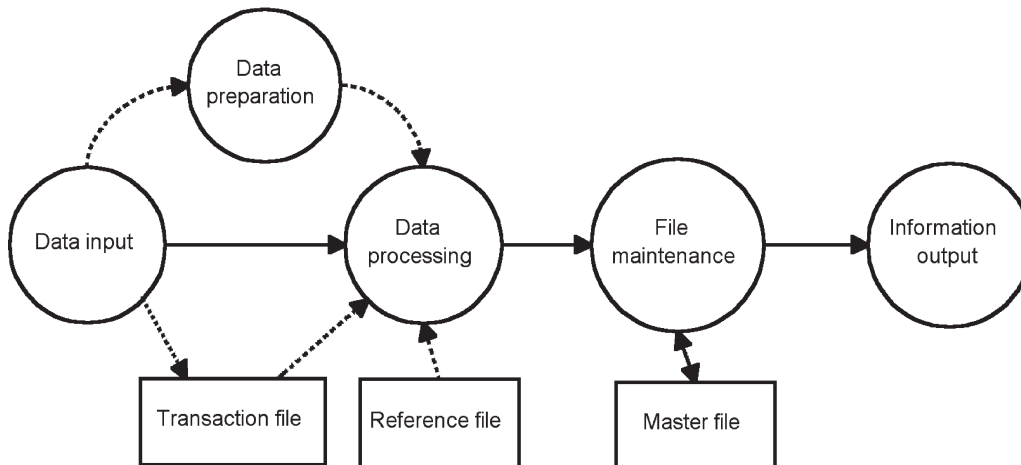 Data
preparation
Data input
Data
processing
File
maintenance
Information
output
Transaction file
Reference file
Master file